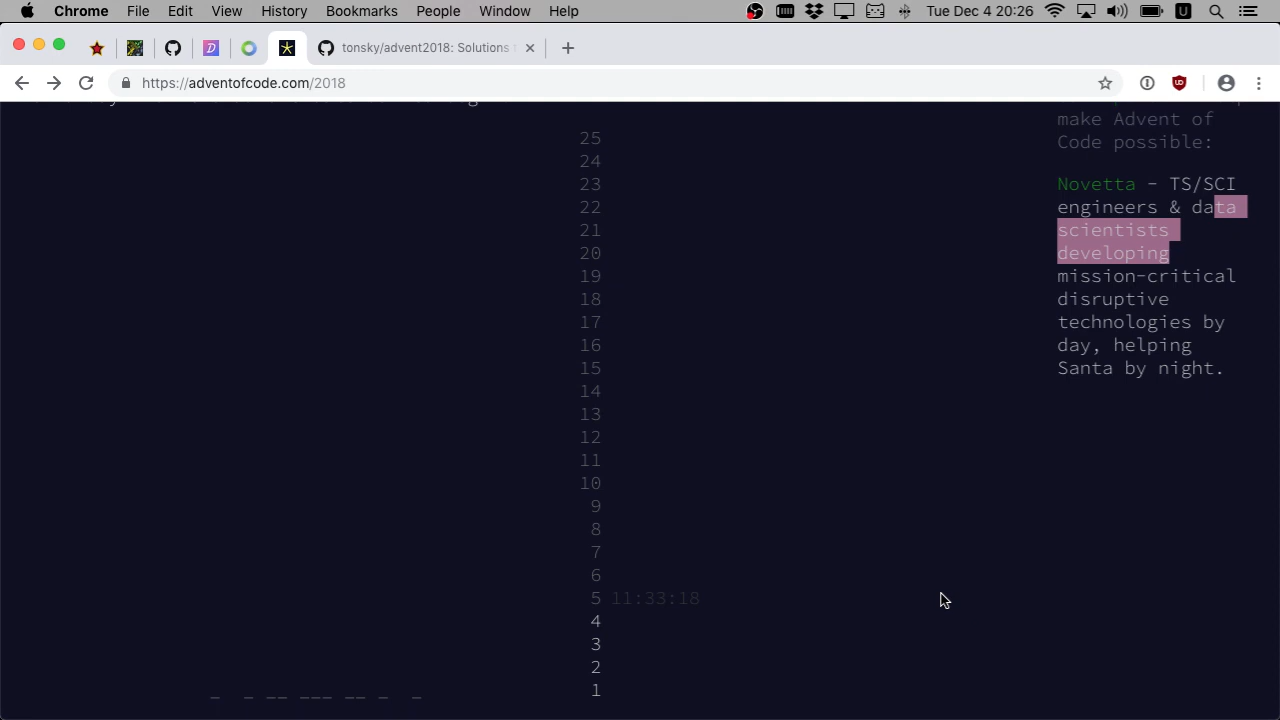 Chrome File Edit View History Bookmarks People Window Help Tue Dec 4 20:26
tonsky/advent2018: Solutions
https://adventofcode.com/2018
make Advent of
Code possible:
Novetta - TS/SCI
engineers & data
scientists
developing
mission-critical
disruptive
technologies by
day, helping
Santa by night.
25
24
23
22
21
20
19
18
17
16
15
14
13
12
11
10
9
8
7
6
5 11:33:18
4
3
2
1